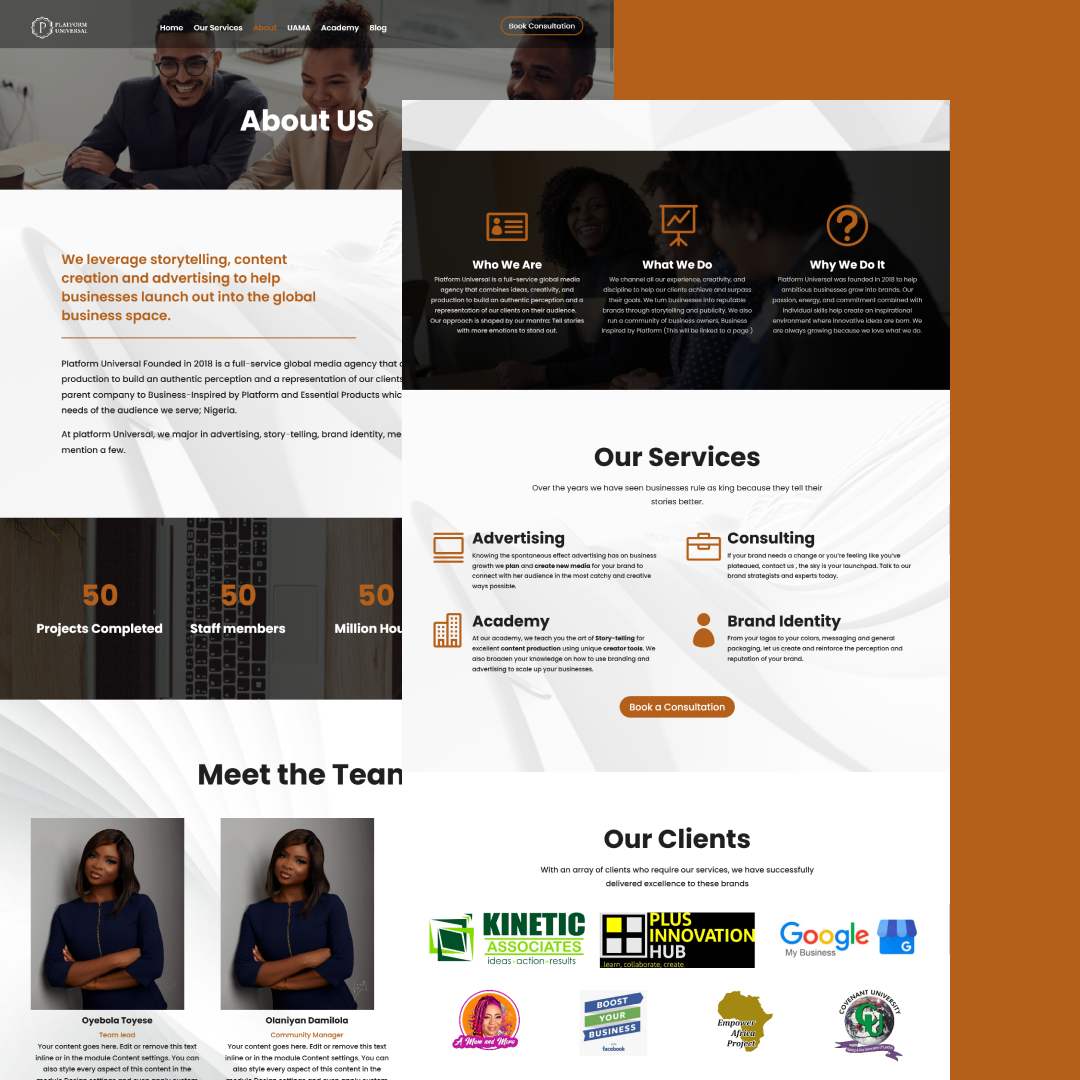 PLATFORM
UNIVERSAL
Home Our Services About UAMA Academy Blog
Book Consultation
About US
We leverage storytelling, content
creation and advertising to help
businesses launch out into the global
business space.
Platform Universal Founded in 2018 is a full-service global media agency that
production to build an authentic perception and a representation of our clients
parent company to Business-Inspired by Platform and Essential Products
needs of the audience we serve; Nigeria.
At platform Universal, we major in advertising, story-telling, brand identity,
mention a few.
50
Projects Completed
50
Staff members
50
Million
Meet the
Oyebola Toyese
Team lead
Your content goes here. Edit or remove this text
inline or in the module Content settings. You can
also style every aspect of this content in the
module Design settings and even apply custom
Olaniyan Damilola
Community Manager
Your content goes here. Edit or remove this text
inline or in the module Content settings. You can
also style every aspect of this content in the
module Design settings and even apply custom
Who We Are
Platform Universal is a full-service global media
agency that combines ideas, creativity, and
production to build an authentic perception and a
representation of our clients on their audience.
Our approach is shaped by our mantra; Tell stories
with more emotions to stand out.
What We Do
We channel all our experience, creativity, and
discipline to help our clients achieve and surpass
their goals. We turn businesses into reputable
brands through storytelling and publicity. We also
run a community of business owners, Business
Inspired by Platform (This will be linked to d page )
Why We Do It
Platform Universal was founded in 2018 to help
ambitious businesses grow into brands. Our
passion, energy, and commitment combined with
individual skills help create an inspirational
environment where innovative ideas are born. We
are always growing because we love what we do.
Our Services
Over the years we have seen businesses rule as king because they tell their
stories better.
Advertising
Knowing the spontaneous effect advertising has on business
growth we plan and create new media for your brand to
connect with her audience in the most catchy and creative
ways possible.
Consulting
If your brand needs a change or you're feeling like you've
plateaued, contact us , the sky is your launchpad. Talk to our
brand strategists and experts today.
Academy
At our academy, we teach you the art of Story-telling for
excellent content production using unique creator tools. We
also broaden your knowledge on how to use branding and
advertising to scale up your businesses.
Brand Identity
From your logos to your colors, messaging and general
packaging, let us create and reinforce the perception and
reputation of your brand.
Book a Consultation
Our Clients
With an array of clients who require our services, we have successfully
delivered excellence to these brands
KINETIC
ASSOCIATES
ideas·action·results
PLUS
INNOVATION
HUB
learn, collaborate, create.
Google
My Business
G
A Mum and More
BOOST
YOUR
BUSINESS
with
facebook
Empower
Africa
Project
COVENANT UNIVERSITY
CU